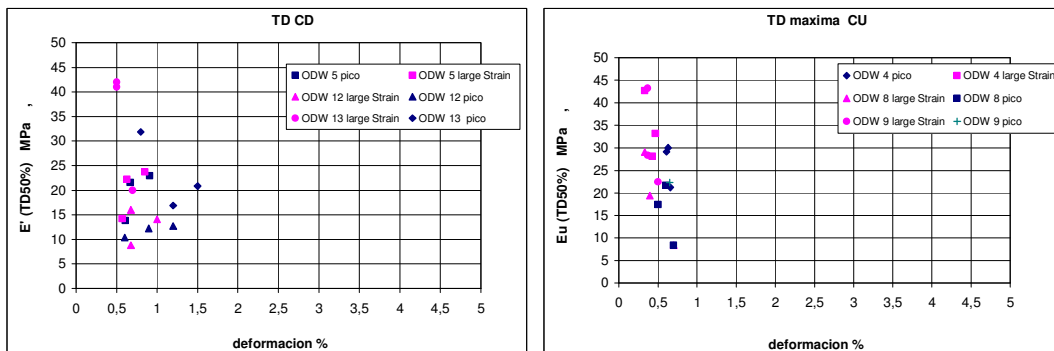 TD CD
E' (TD50%) MPa ,
50
45
40
35
30
25
20
15
10
5
0
ODW 5 pico
ODW 5 large Strain
ODW 12 large Strain
ODW 12 pico
ODW 13 large Strain
ODW 13 pico
0 0,5 1 1,5 2 2,5 3 3,5 4 4,5 5
deformacion %
TD maxima CU
Eu (TD50%) MPa ,
50
45
40
35
30
25
20
15
10
5
0
ODW 4 pico
ODW 4 large Strain
ODW 8 large Strain
ODW 8 pico
ODW 9 large Strain
ODW 9 pico
0 0,5 1 1,5 2 2,5 3 3,5 4 4,5 5
deformacion %